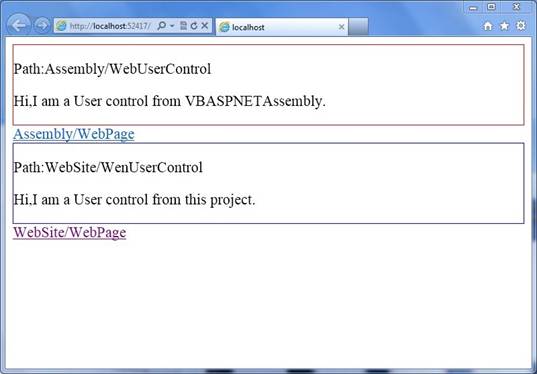 http://localhost:52417/
localhost
Path:Assembly/WebUserControl
Hi,I am a User control from VBASPNETAssembly.
Assembly/WebPage
Path:WebSite/WenUserControl
Hi,I am a User control from this project.
WebSite/WebPage